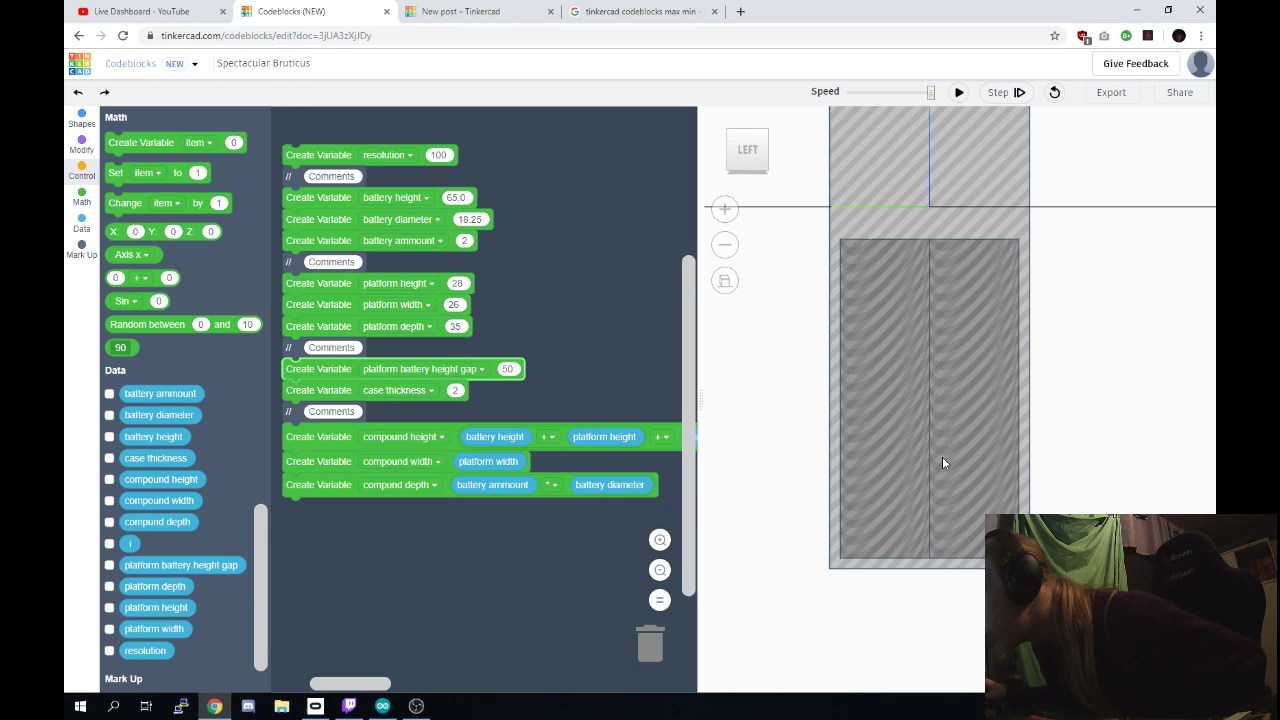 Live Dashboard - YouTube
Codeblocks (NEW)
New post – Tinkercad
tinkercad codeblocks max min -
tinkercad.com/codeblocks/edit?doc=3jUA3zXjJDy
TIN
KER
CAD
Codeblocks NEW
Spectacular Bruticus
Give Feedback
Speed
Step
Export
Share
Shapes
Modify
Control
Math
Data
Mark Up
Math
Create Variable item 0
Set item to 1
Change item by 1
X: 0 Y: 0 Z: 0
Axis x
0 + 0
Sin 0
Random between 0 and 10
90
Data
battery ammount
battery diameter
battery height
case thickness
compound height
compound width
compund depth
i
platform battery height gap
platform depth
platform height
platform width
resolution
Mark Up
Create Variable resolution 100
// Comments
Create Variable battery height 65.0
Create Variable battery diameter 18.25
Create Variable battery ammount 2
// Comments
Create Variable platform height 28
Create Variable platform width 26
Create Variable platform depth 35
// Comments
Create Variable platform battery height gap 50
Create Variable case thickness 2
// Comments
Create Variable compound height battery height + platform height +
Create Variable compound width platform width
Create Variable compund depth battery ammount * battery diameter
LEFT